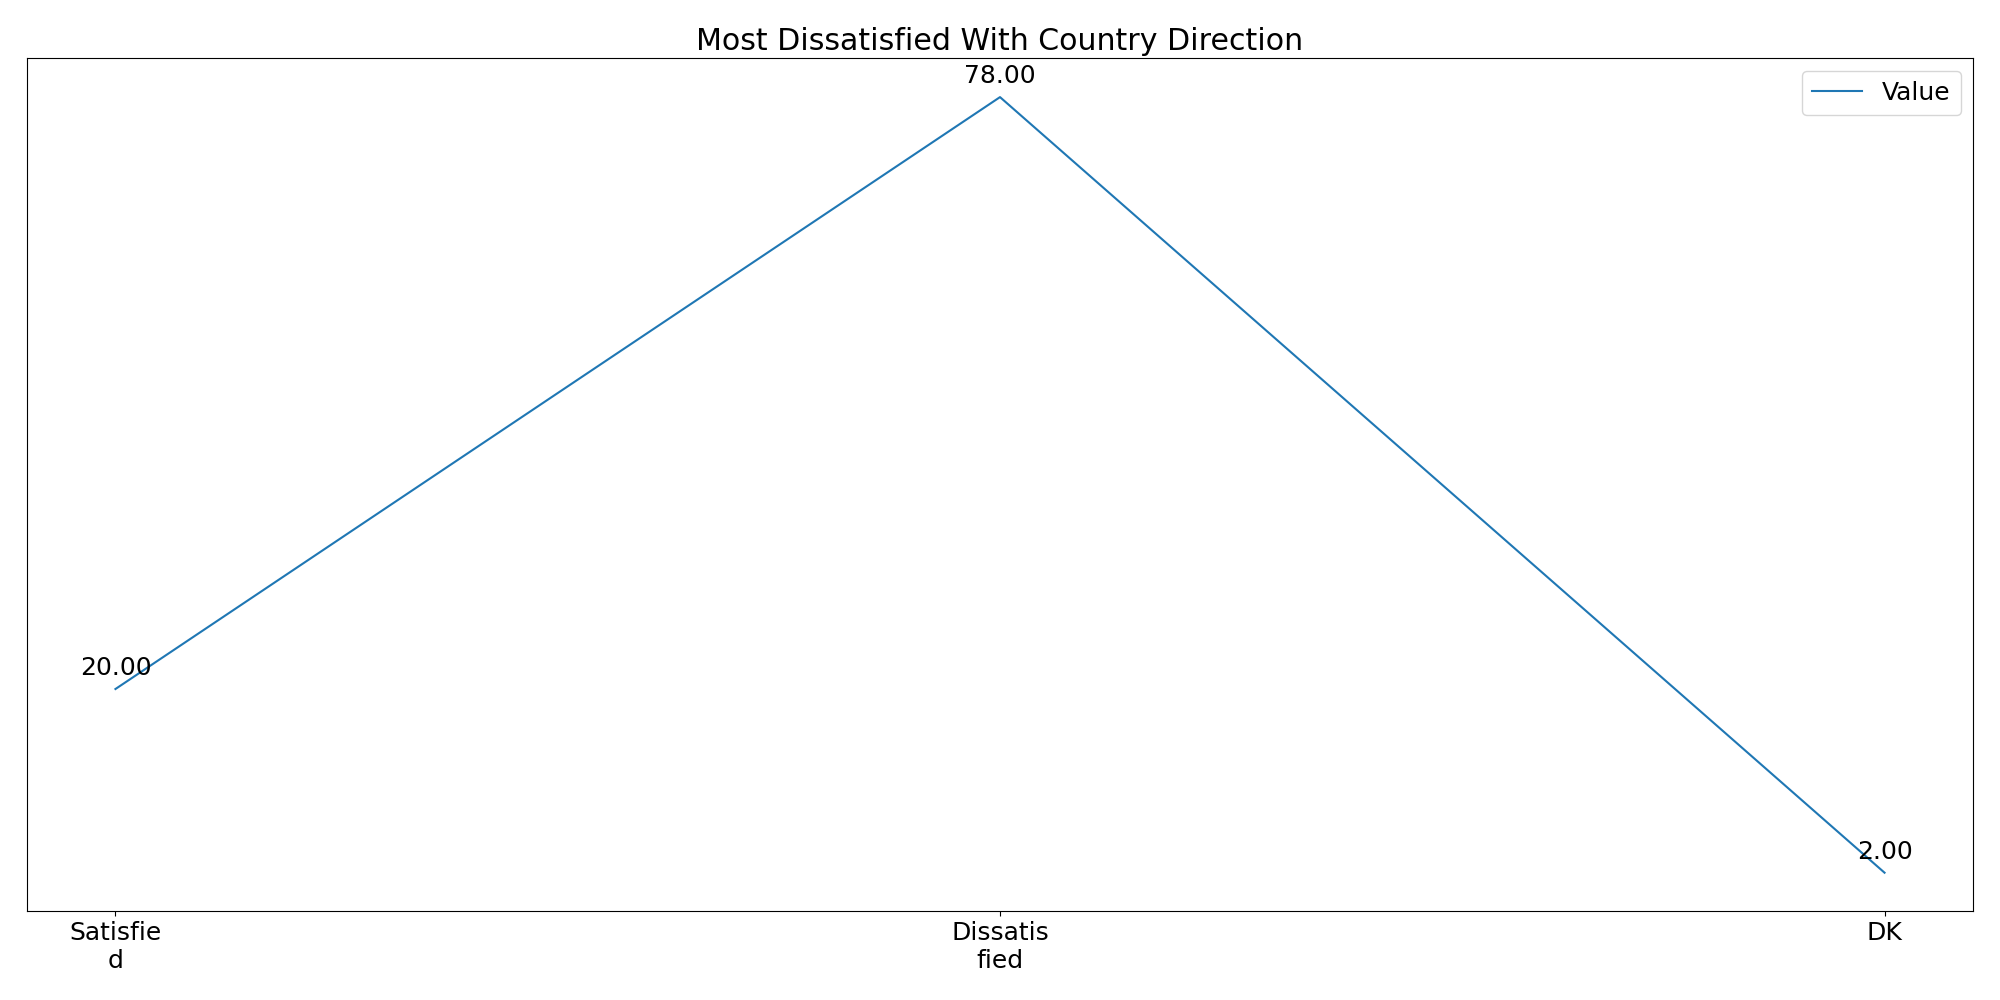 Most Dissatisfied With Country Direction
78.00
Value
20.00
2.00
Satisfie
d
Dissatis
fied
DK